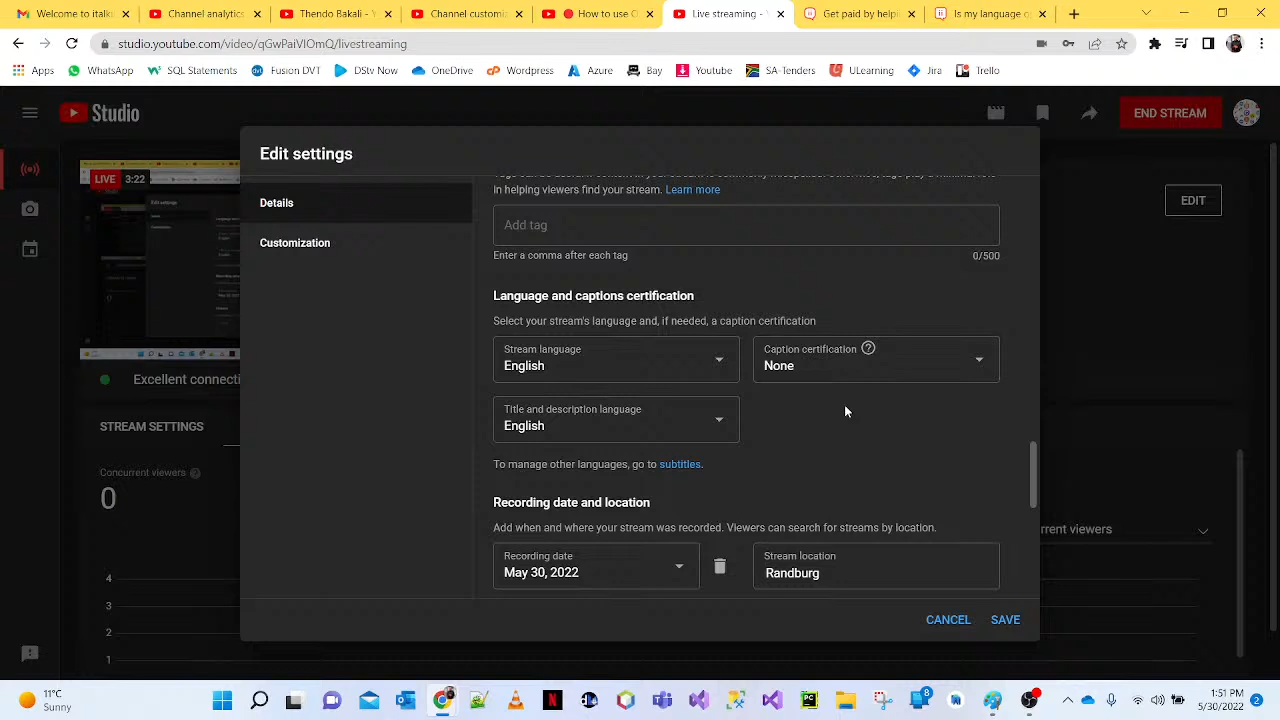 Welcome to YouTub
Channel analytics
Tendo Bakali - Y
Channel customiz
How to use O
Live streaming - Y
Get paid by help
Is my language o
studio.youtube.com/video/qGwPaiVIOmQ/livestreaming
Apps
WhatsApp
SQL Statements
Fusion DVT
DStv Now
Onedrive
Wordpress
Azure
Bay
Youtube
SA Tenders
ULearning
Jira
Trello
Studio
END STREAM
Edit settings
LIVE 3:22
Details
In helping viewers find your stream. Learn more
EDIT
Add tag
Customization
Enter a comma after each tag
0/500
Language and captions certification
Select your stream's language and, if needed, a caption certification
Stream language
English
Caption certification
None
Excellent connecti
Title and description language
English
STREAM SETTINGS
To manage other languages, go to subtitles.
Concurrent viewers
0
Recording date and location
Add when and where your stream was recorded. Viewers can search for streams by location.
rrent viewers
Recording date
May 30, 2022
Stream location
Randburg
4
3
2
1
CANCEL
SAVE
11°C
Sunny
8
1:51 PM
5/30/2022
2